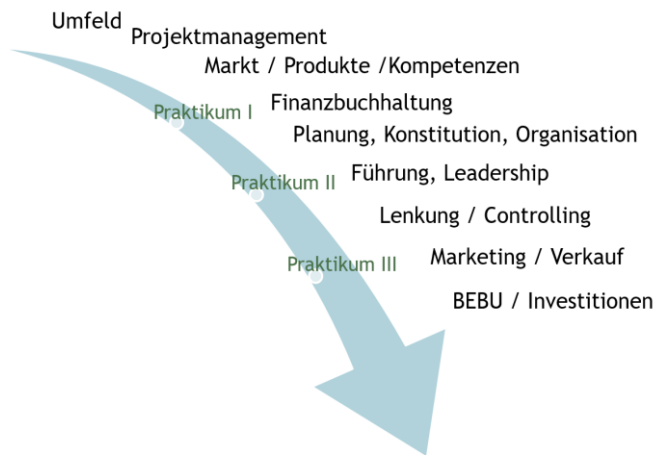 Umfeld
Projektmanagement
Markt / Produkte /Kompetenzen
Praktikum I
Finanzbuchhaltung
Planung, Konstitution, Organisation
Praktikum II
Führung, Leadership
Lenkung / Controlling
Praktikum III
Marketing / Verkauf
BEBU / Investitionen